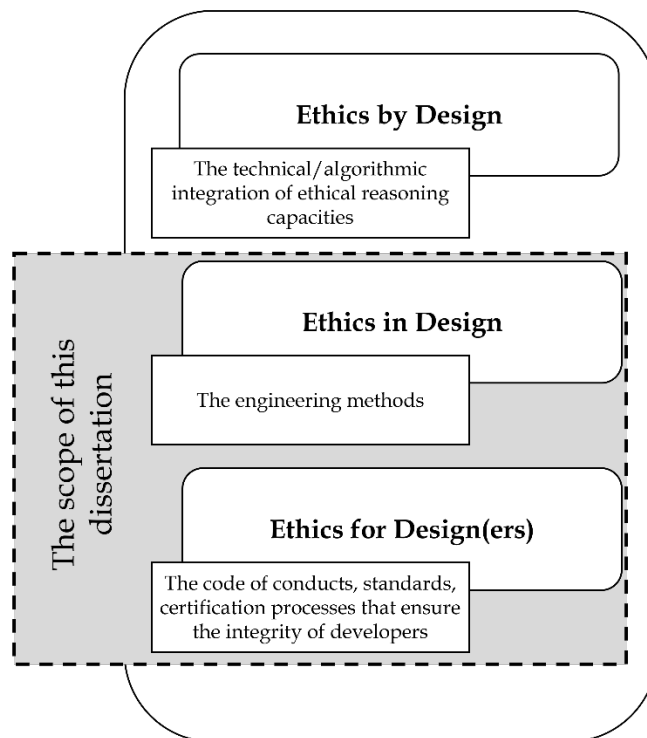 Ethics by Design
The technical/algorithmic
integration of ethical reasoning
capacities
The scope of this
dissertation
Ethics in Design
The engineering methods
Ethics for Design(ers)
The code of conducts, standards,
certification processes that ensure
the integrity of developers